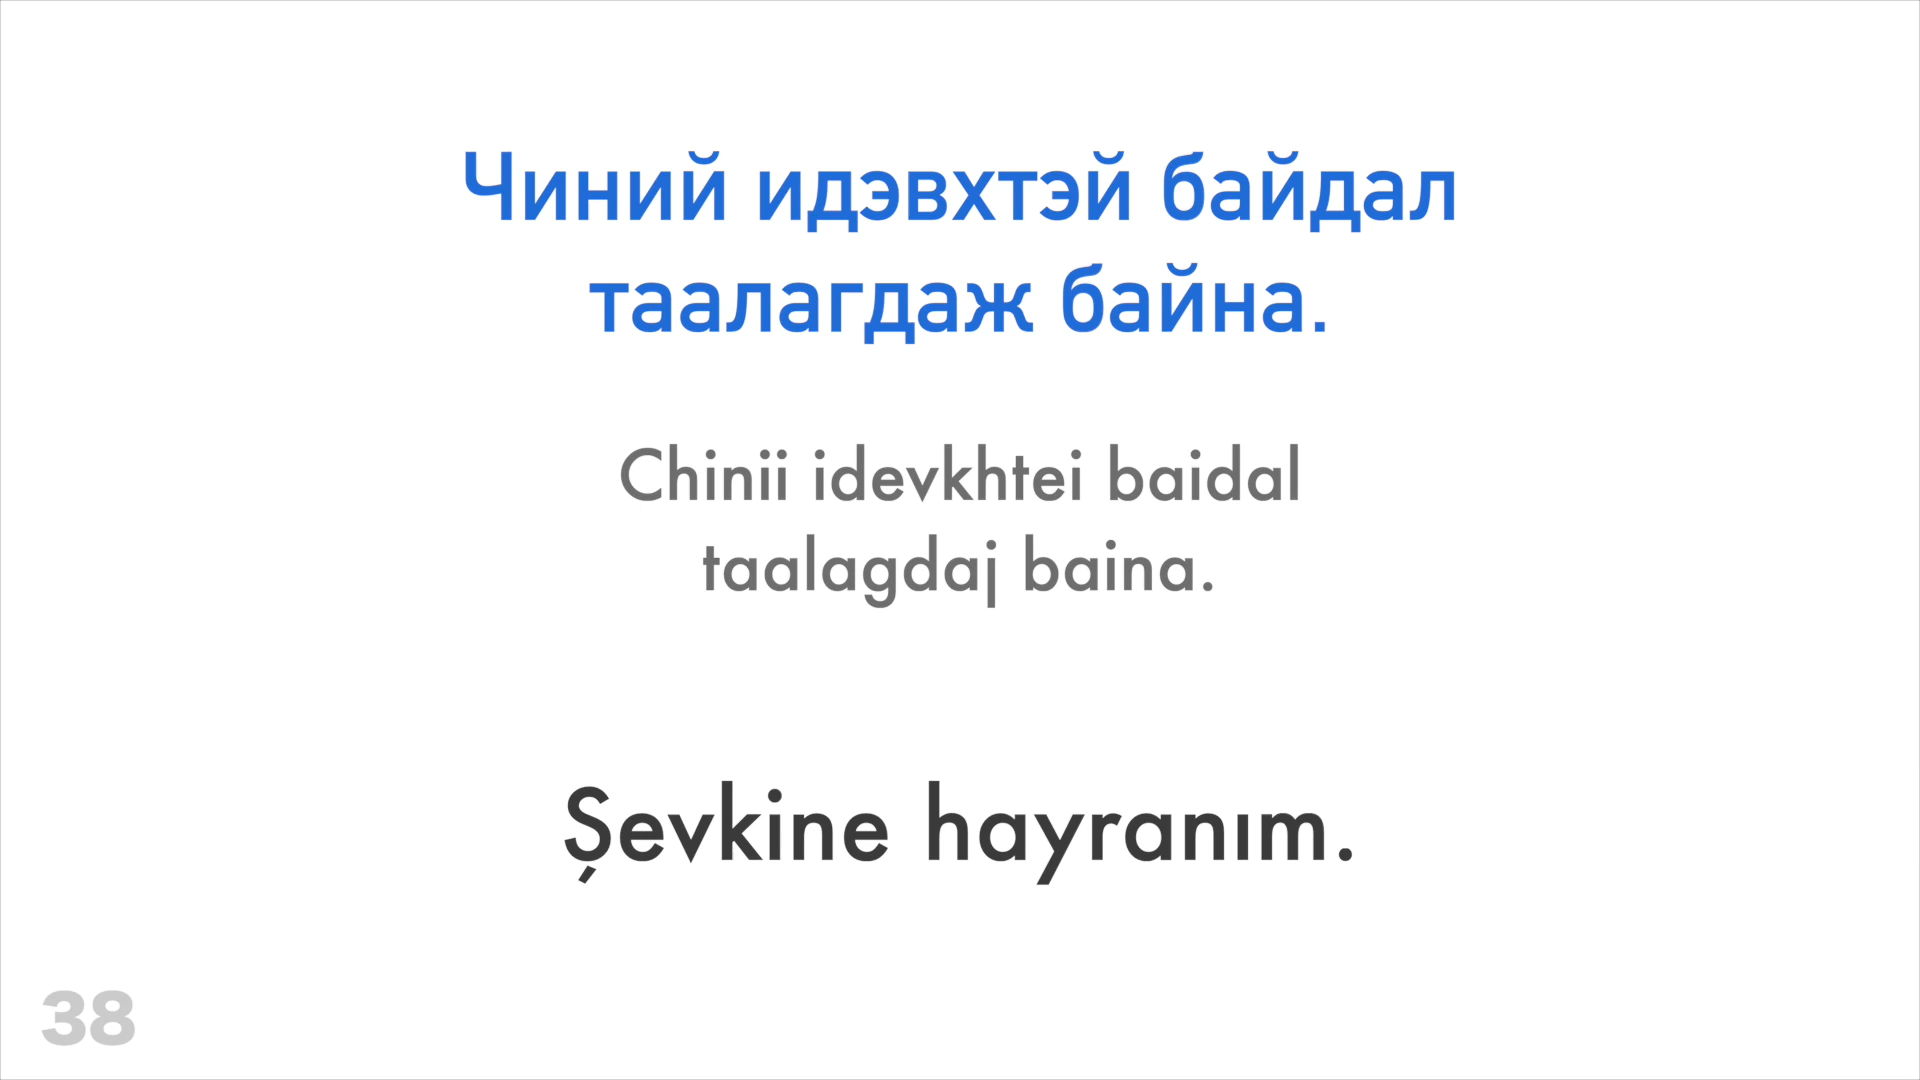 Чиний идэвхтэй байдал
таалагдаж байна.
Chinii idevkhtei baidal
taalagdaj baina.
Şevkine hayranım.
38